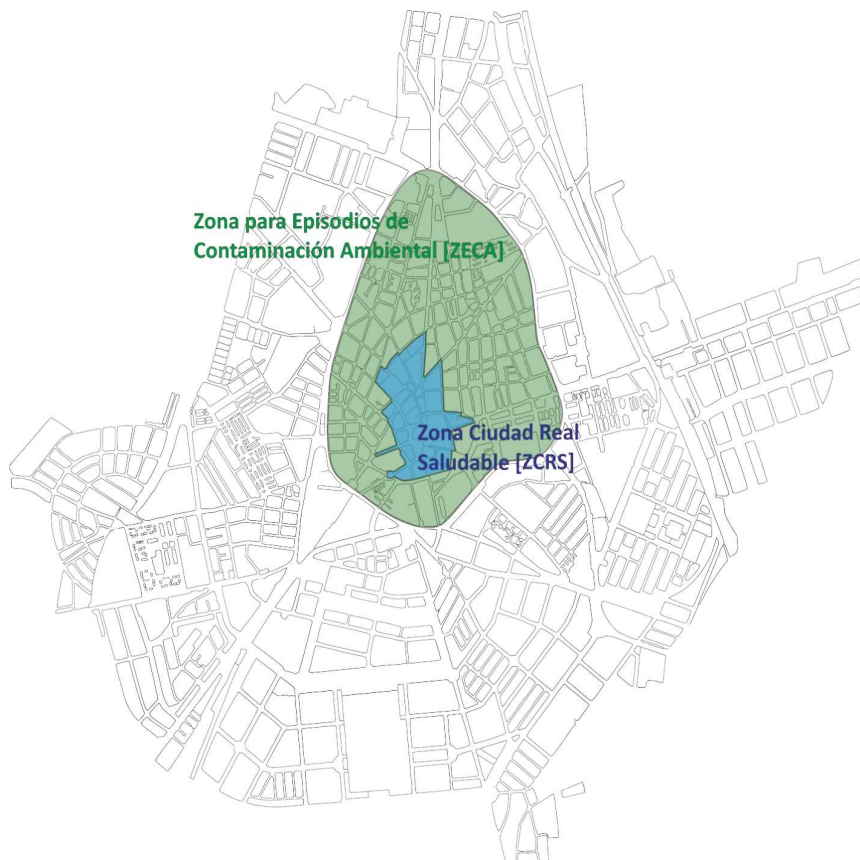 Zona para Episodios de
Contaminación Ambiental [ZECA]
Zona Ciudad Real
Saludable [ZCRS]